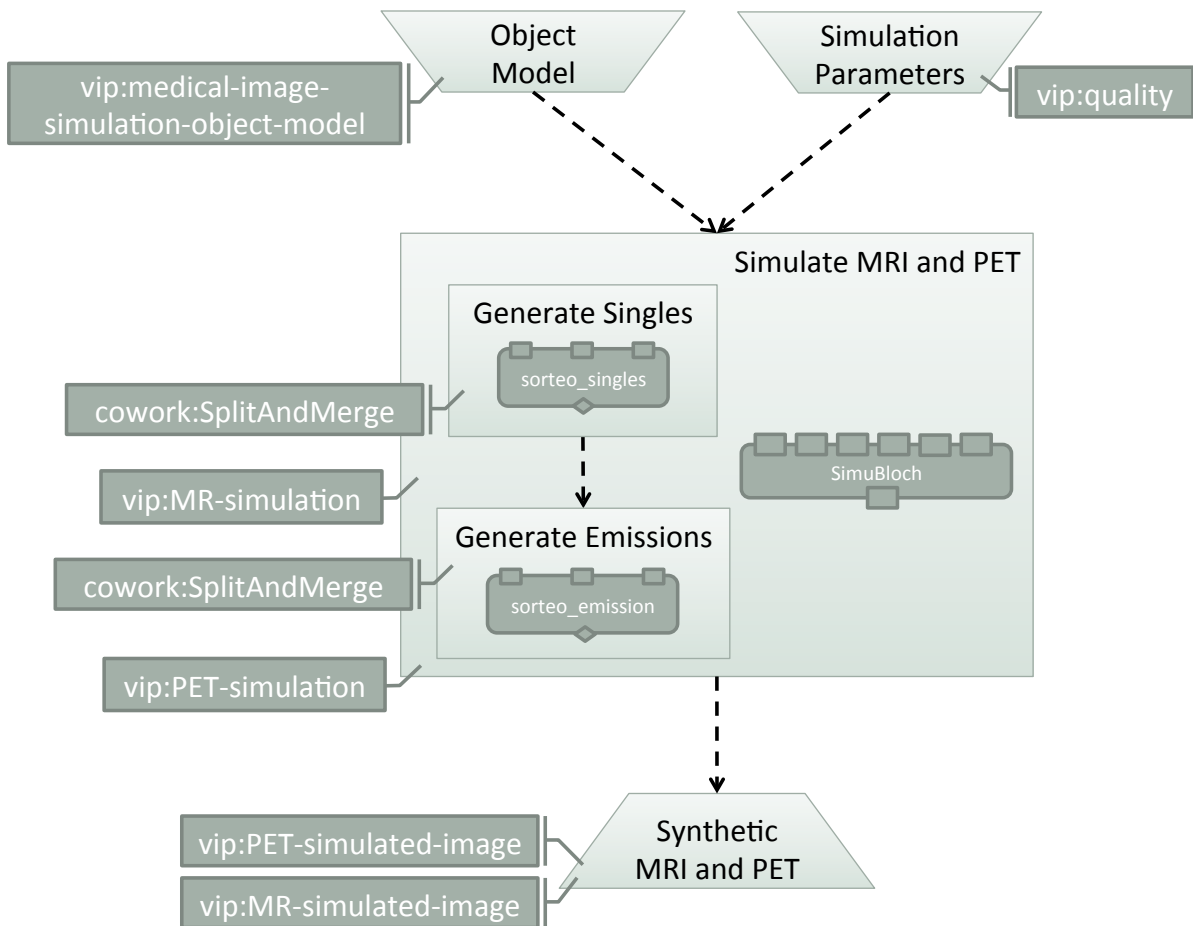 Object
Model
Simulation
Parameters
vip:medical-image-
simulation-object-model
vip:quality
Simulate MRI and PET
Generate Singles
sorteo_singles
cowork:SplitAndMerge
SimuBloch
vip:MR-simulation
Generate Emissions
cowork:SplitAndMerge
sorteo_emission
vip:PET-simulation
Synthetic
MRI and PET
vip:PET-simulated-image
vip:MR-simulated-image